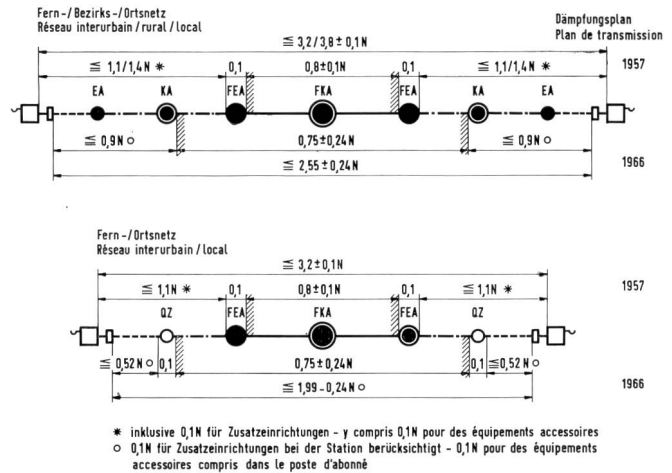 Fern-/Bezirks-/Ortsnetz
Réseau interurbain/rural/local
Dämpfungsplan
Plan de transmission
≦ 3,2/3,8 ± 0,1N
1957
≦ 1,1/1,4N *
0,1
0,8±0,1N
0,1
≦ 1,1/1,4N *
EA
KA
FEA
FKA
FEA
KA
EA
≦ 0,9N ○
0,75±0,24N
≦ 0,9N ○
≦ 2,55 ± 0,24N
1966
Fern-/Ortsnetz
Réseau interurbain/local
≦ 3,2 ± 0,1N
1957
≦ 1,1N *
0,1
0,8±0,1N
0,1
≦ 1,1N *
QZ
FEA
FKA
FEA
QZ
≦ 0,52N ○
0,1
0,75±0,24N
0,1
≦ 0,52N ○
≦ 1,99 - 0,24N ○
1966
* inklusive 0,1N für Zusatzeinrichtungen - y compris 0,1N pour des équipements accessoires
○ 0,1N für Zusatzeinrichtungen bei der Station berücksichtigt - 0,1N pour des équipements
accessoires compris dans le poste d'abonné